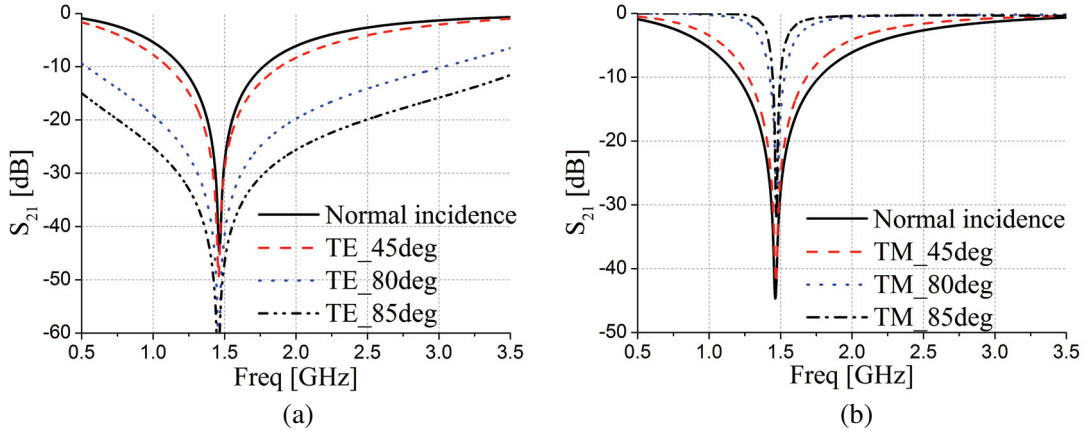 0
-10
-20
-30
-40
-50
-60
S21 [dB]
0.5 1.0 1.5 2.0 2.5 3.0 3.5
Freq [GHz]
Normal incidence
TE_45deg
TE_80deg
TE_85deg
(a)
0
-10
-20
-30
-40
-50
S21 [dB]
0.5 1.0 1.5 2.0 2.5 3.0 3.5
Freq [GHz]
Normal incidence
TM_45deg
TM_80deg
TM_85deg
(b)